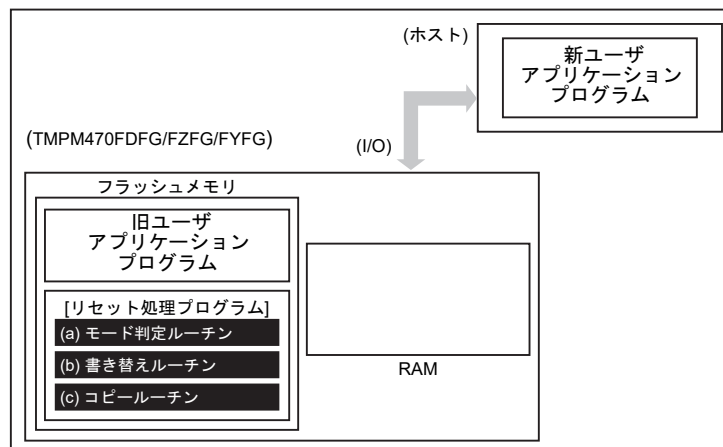 (ホスト)
新ユーザ
アプリケーション
プログラム
(TMPM470FDFG/FZFG/FYFG)
(I/O)
フラッシュメモリ
旧ユーザ
アプリケーション
プログラム
[リセット処理プログラム]
(a) モード判定ルーチン
(b) 書き替えルーチン
(c) コピールーチン
RAM